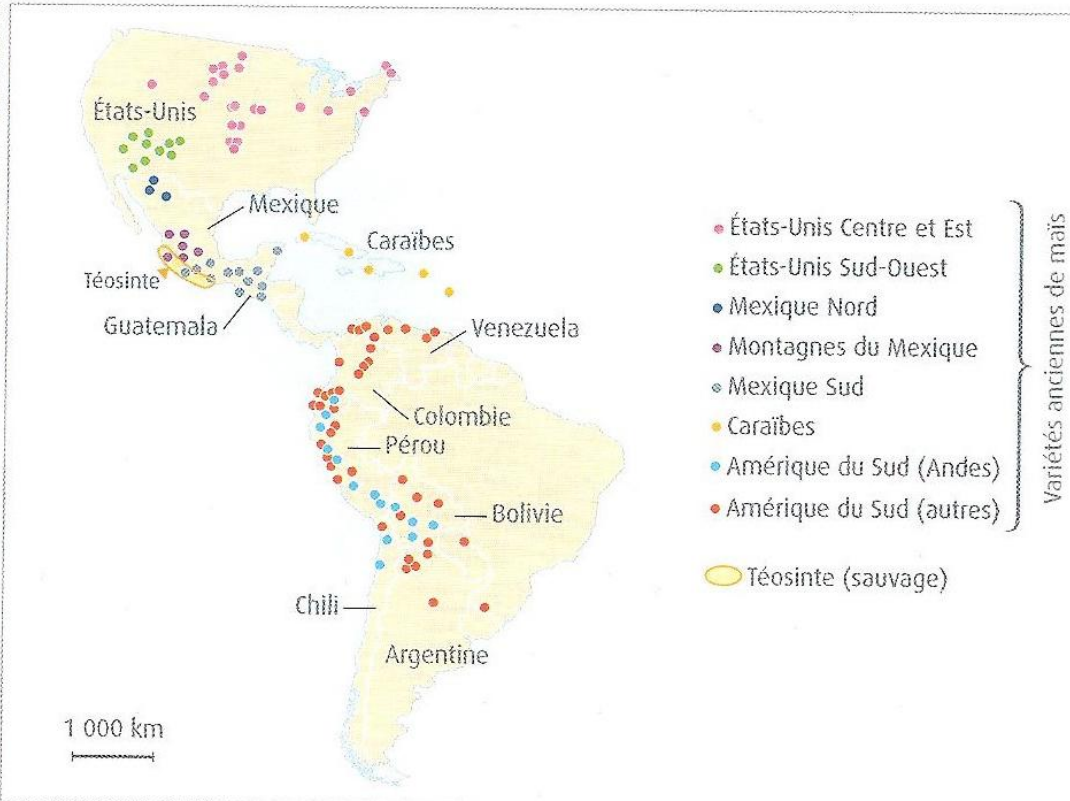 États-Unis
Mexique
Caraïbes
Téosinte
Guatemala
Venezuela
Colombie
Pérou
Bolivie
Chili
Argentine
1 000 km
États-Unis Centre et Est
États-Unis Sud-Ouest
Mexique Nord
Montagnes du Mexique
Mexique Sud
Caraïbes
Amérique du Sud (Andes)
Amérique du Sud (autres)
Téosinte (sauvage)
Variétés anciennes de maïs